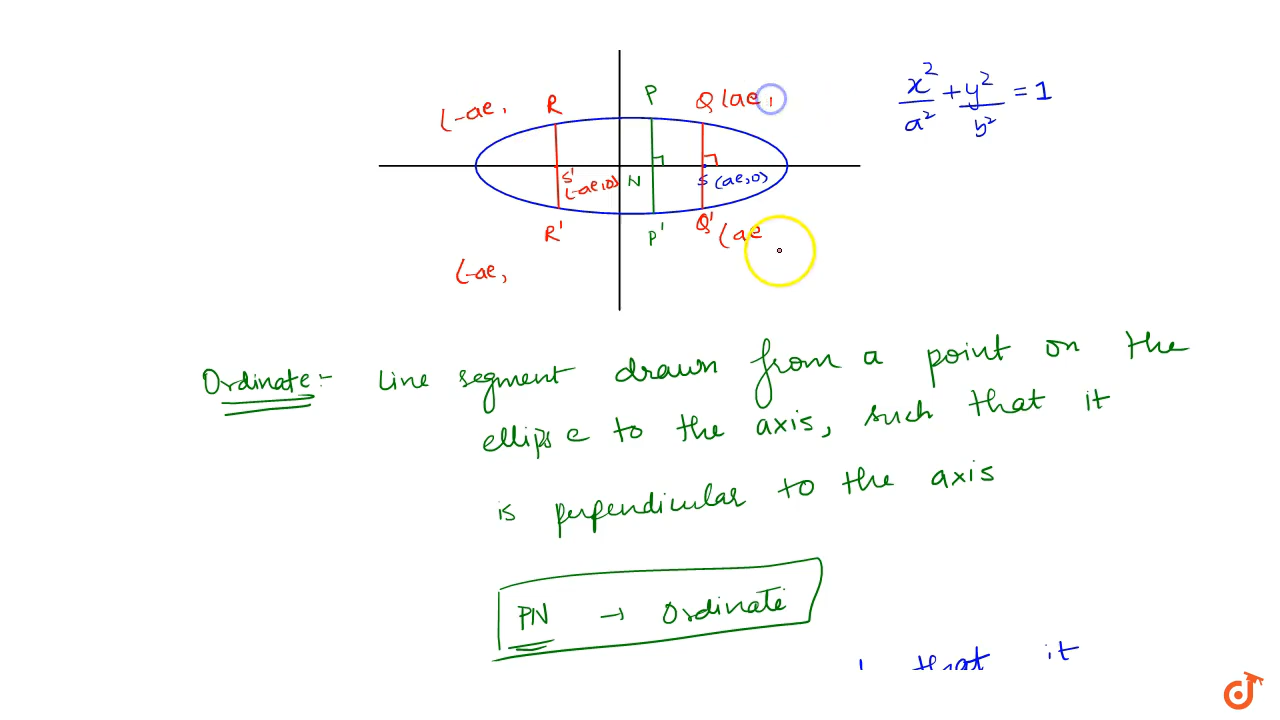 (-ae,
R
P
Q (ae,
x²/a² + y²/b² = 1
S'
(-ae,0)
N
S (ae,0)
R'
P'
Q' (ae
(-ae,
Ordinate:- Line segment drawn from a point on the
ellipse to the axis, such that it
is perpendicular to the axis
PN → Ordinate
that it